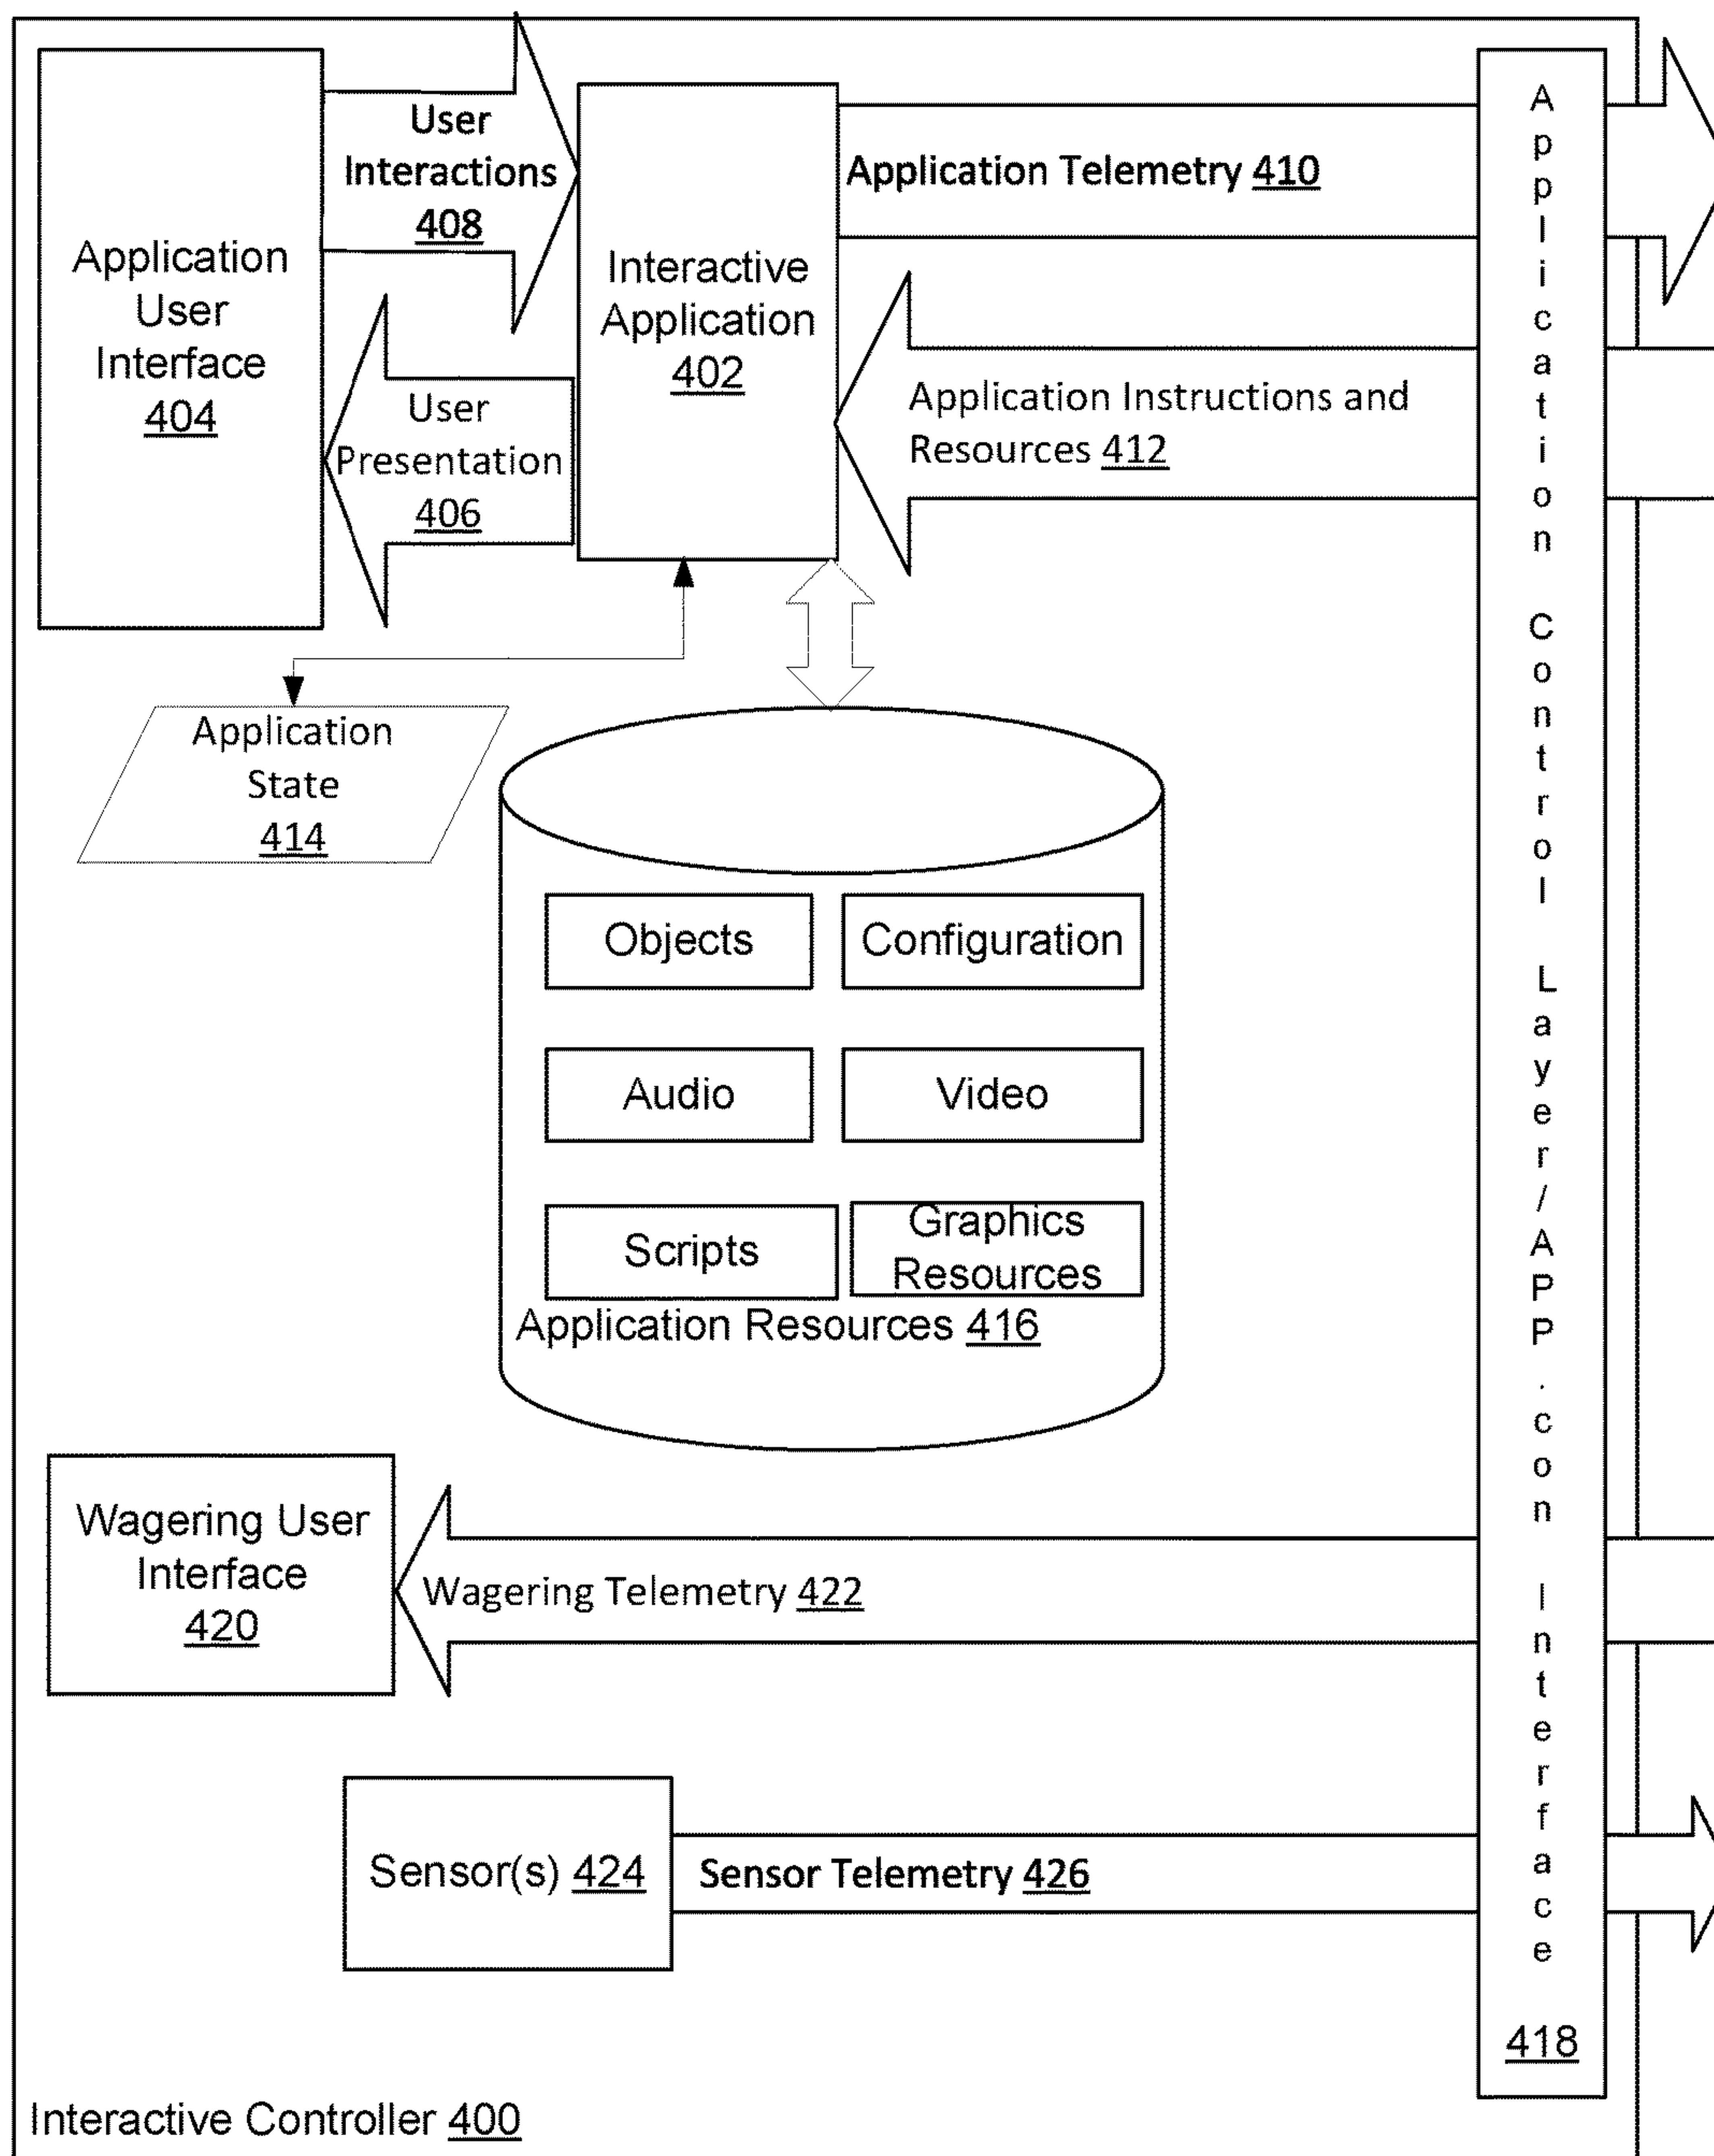 Application
User
Interface
404
User
Interactions
408
User
Presentation
406
Interactive
Application
402
Application Telemetry 410
Application Instructions and
Resources 412
Application
State
414
Objects
Configuration
Audio
Video
Scripts
Graphics
Resources
Application Resources 416
Wagering User
Interface
420
Wagering Telemetry 422
Sensor(s) 424
Sensor Telemetry 426
Application Control Layer/APP.con Interface
418
Interactive Controller 400